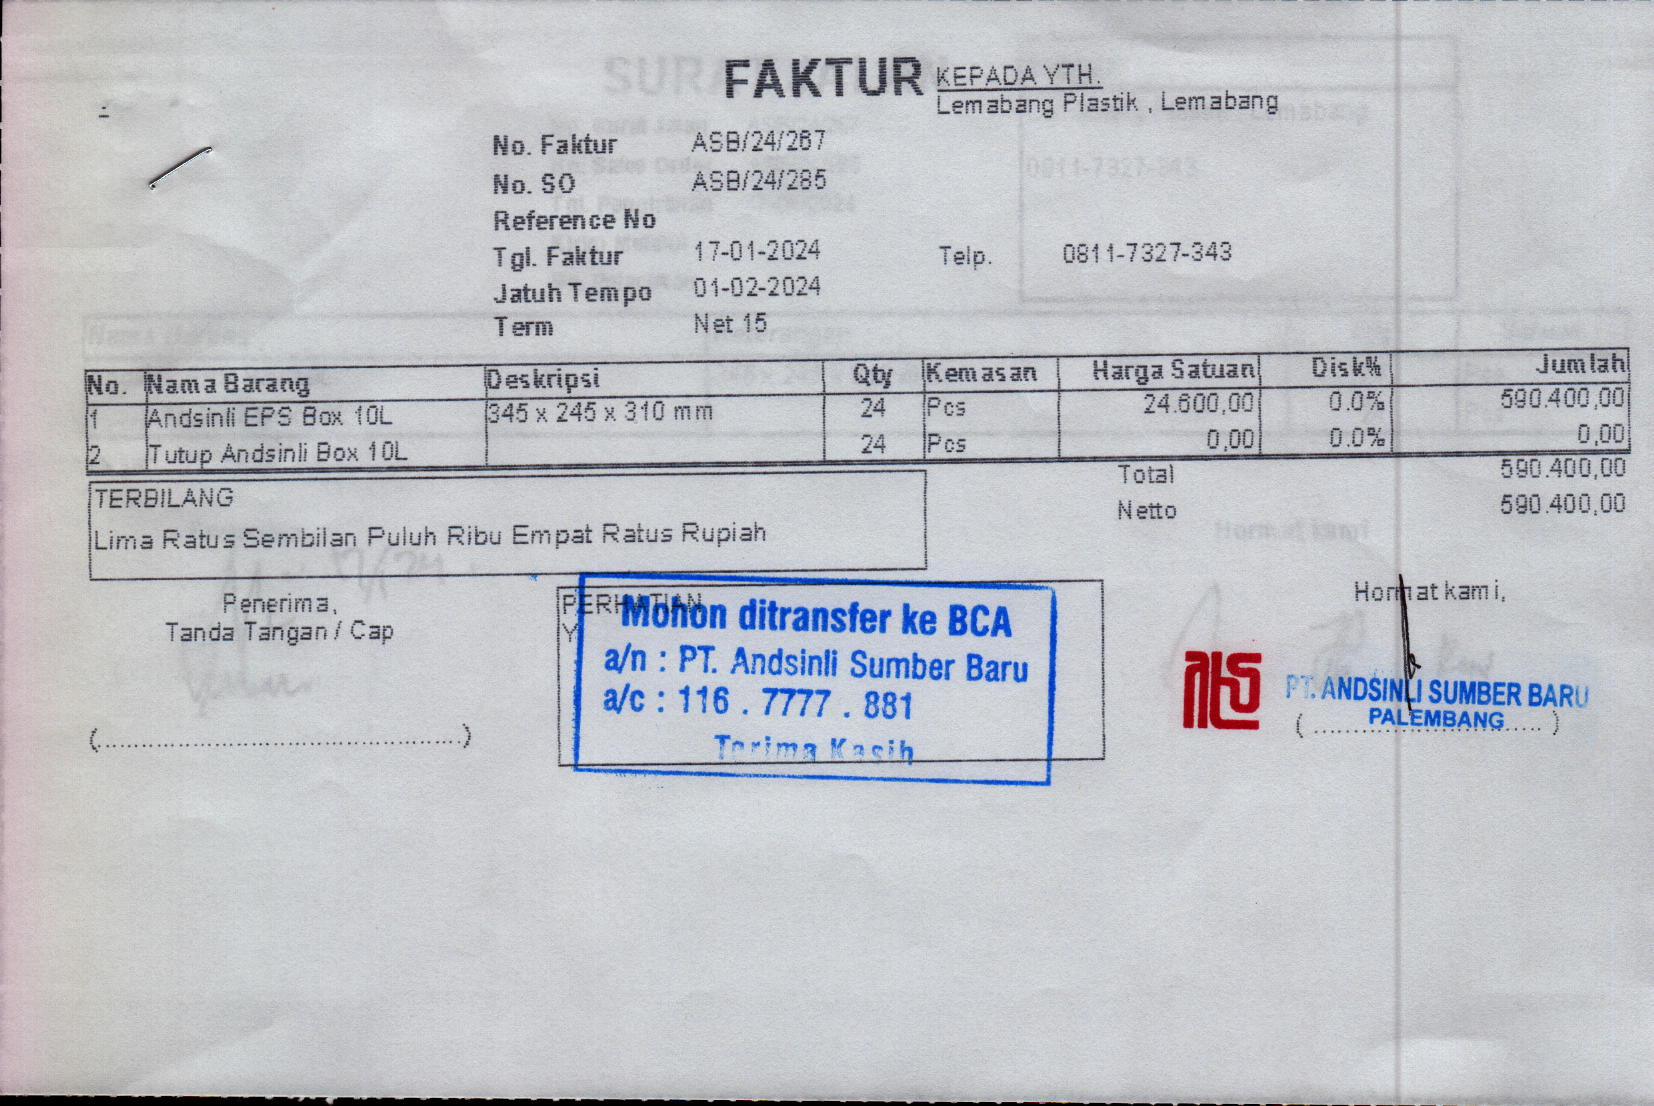 FAKTUR
KEPADA YTH.
Lemabang Plastik , Lemabang
No. Faktur ASB/24/267
No. SO ASB/24/285
Reference No
Tgl. Faktur 17-01-2024 Telp. 0811-7327-343
Jatuh Tempo 01-02-2024
Term Net 15
No. Nama Barang Deskripsi Qty Kemasan Harga Satuan Disk% Jumlah
1 Andsinli EPS Box 10L 345 x 245 x 310 mm 24 Pcs 24.600,00 0.0% 590.400,00
2 Tutup Andsinli Box 10L 24 Pcs 0,00 0.0% 0,00
Total 590.400,00
Netto 590.400,00
TERBILANG
Lima Ratus Sembilan Puluh Ribu Empat Ratus Rupiah
Penerima,
Tanda Tangan / Cap
(............................................)
PERHATIAN
Y
Mohon ditransfer ke BCA
a/n : PT. Andsinli Sumber Baru
a/c : 116 . 7777 . 881
Terima Kasih
Hormat kami,
PT. ANDSINLI SUMBER BARU
PALEMBANG
(............................)